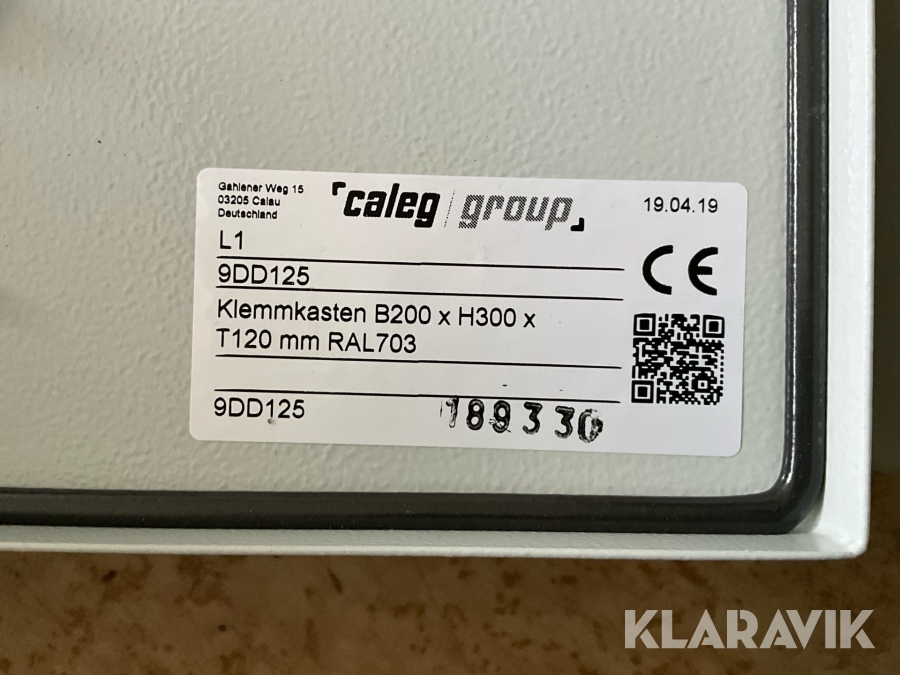 Gahlener Weg 15
03205 Calau
Deutschland
caleg group
19.04.19
L1
9DD125
CE
Klemmkasten B200 x H300 x
T120 mm RAL703
9DD125
189330
KLARAVIK